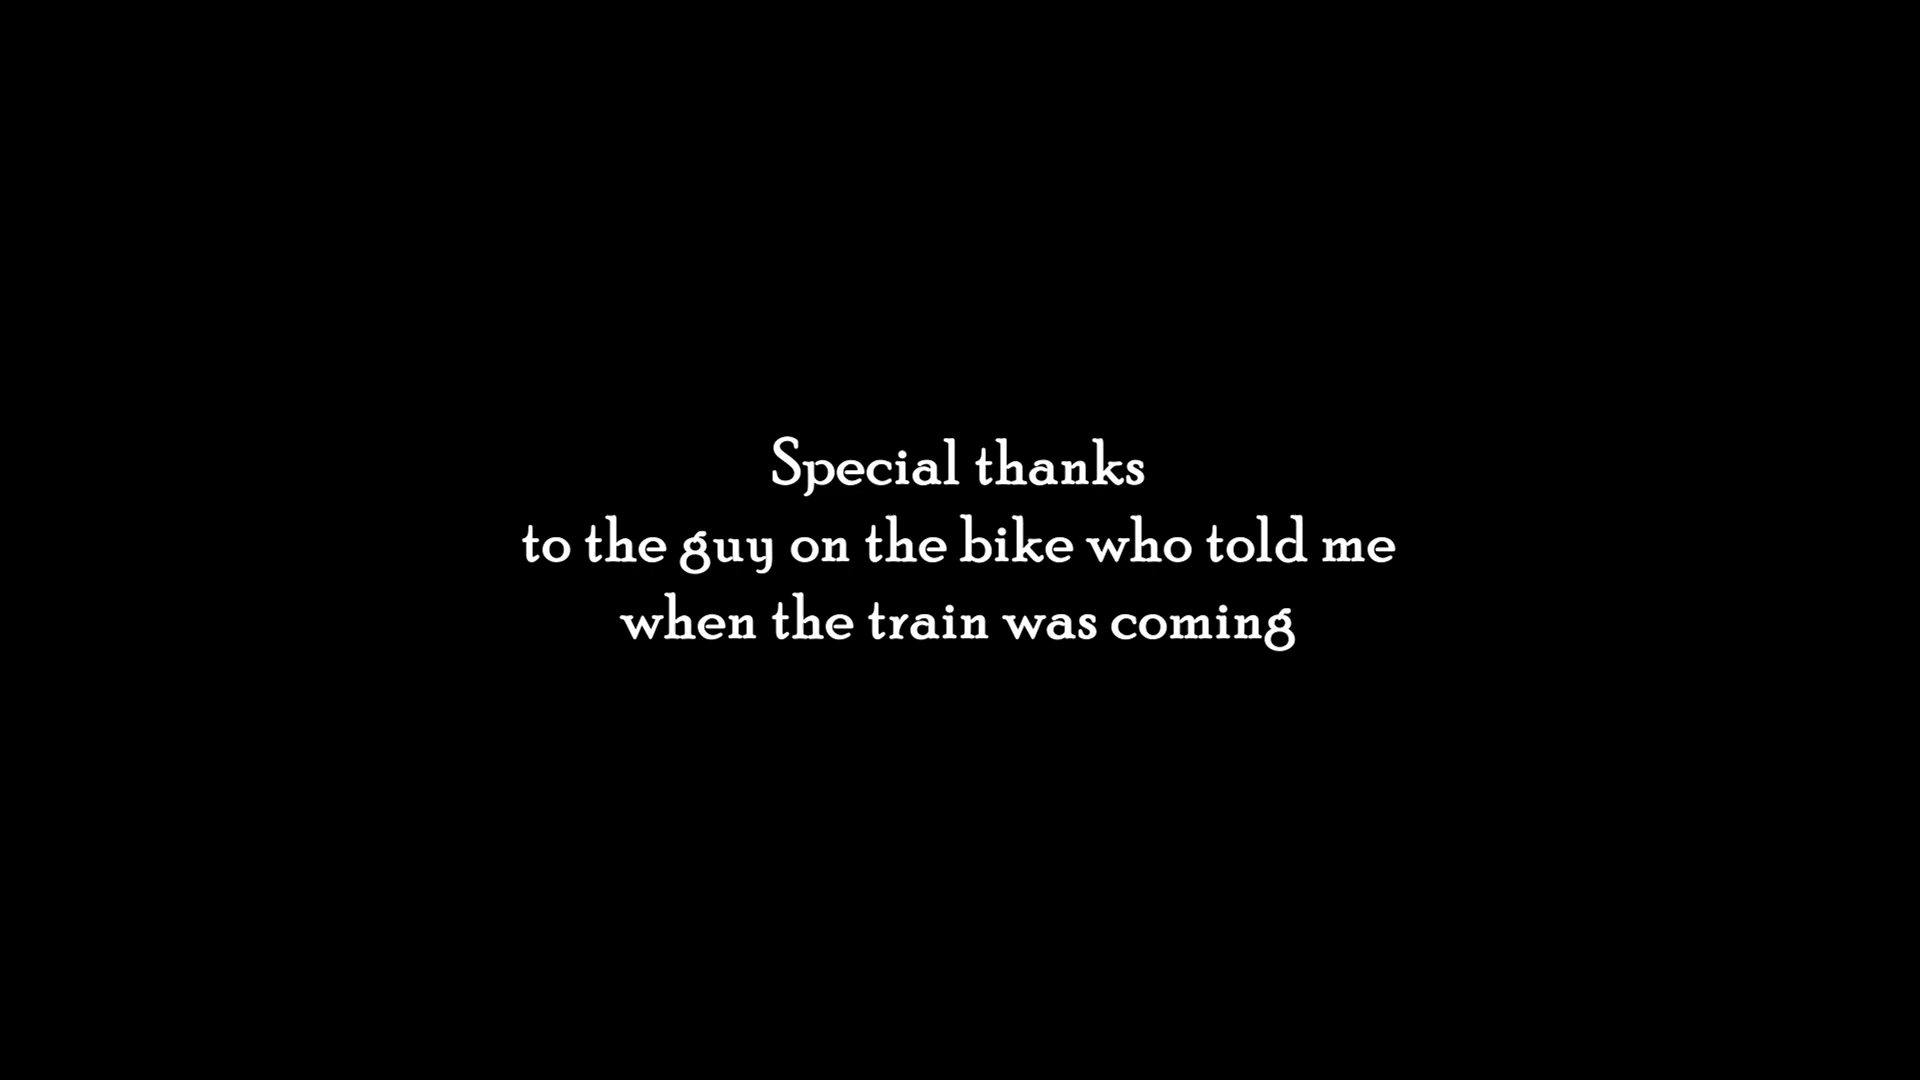 Special thanks
to the guy on the bike who told me
when the train was coming